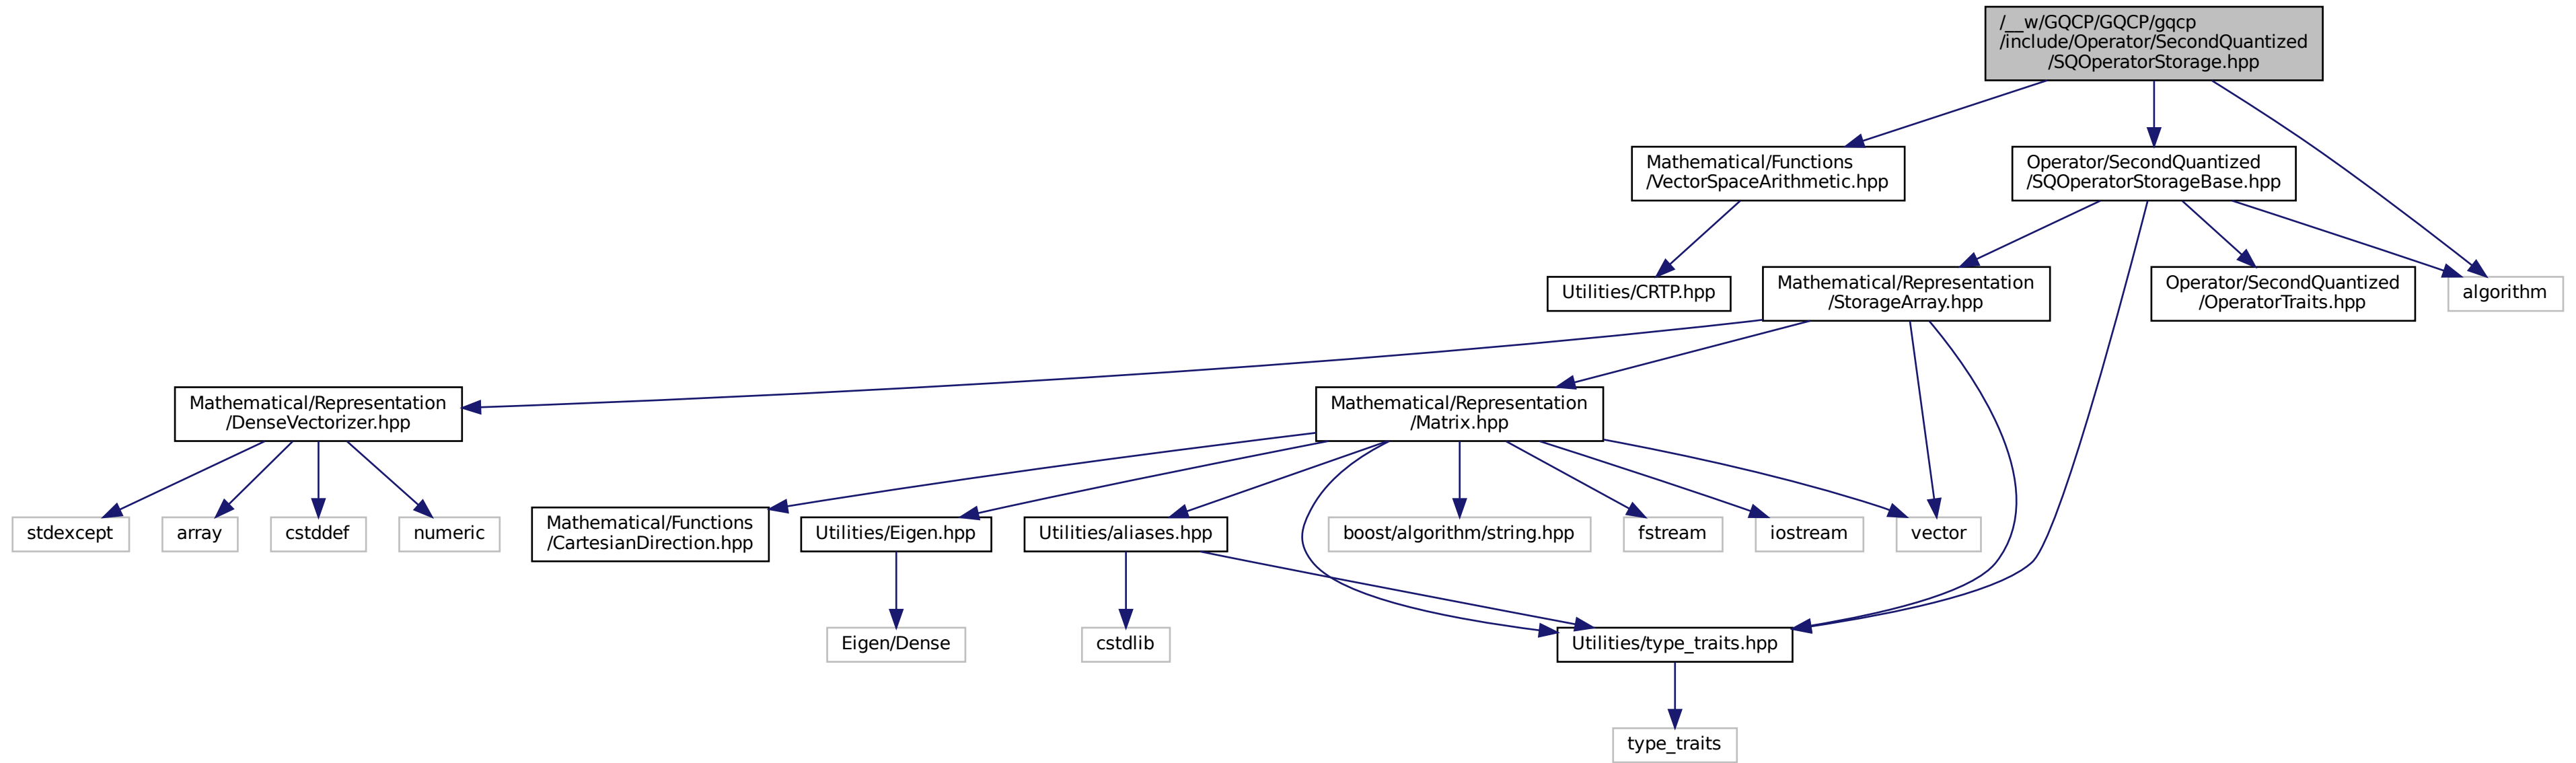 /__w/GQCP/GQCP/gqcp
/include/Operator/SecondQuantized
/SQOperatorStorage.hpp
Mathematical/Functions
/VectorSpaceArithmetic.hpp
Operator/SecondQuantized
/SQOperatorStorageBase.hpp
Utilities/CRTP.hpp
Mathematical/Representation
/StorageArray.hpp
Operator/SecondQuantized
/OperatorTraits.hpp
algorithm
Mathematical/Representation
/DenseVectorizer.hpp
Mathematical/Representation
/Matrix.hpp
stdexcept
array
cstddef
numeric
Mathematical/Functions
/CartesianDirection.hpp
Utilities/Eigen.hpp
Utilities/aliases.hpp
boost/algorithm/string.hpp
fstream
iostream
vector
Eigen/Dense
cstdlib
Utilities/type_traits.hpp
type_traits